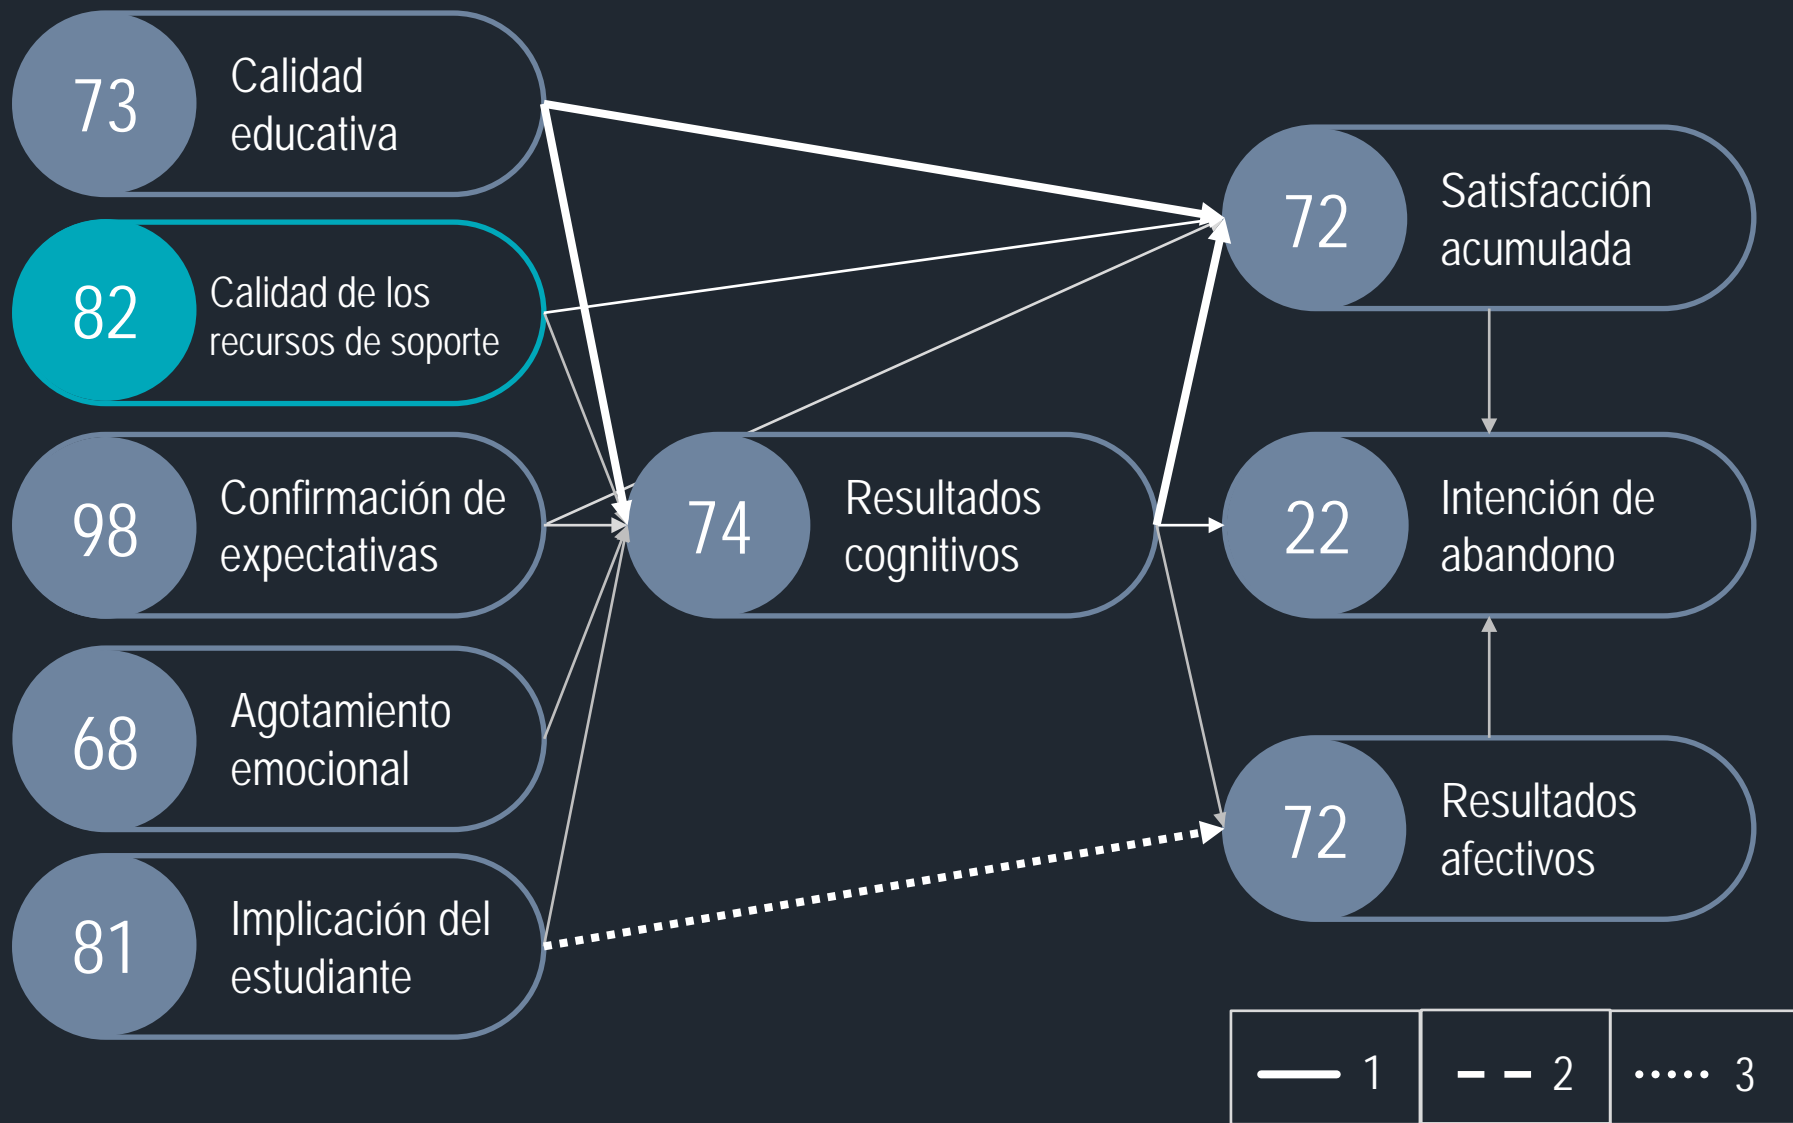 73
Calidad
educativa
82
Calidad de los
recursos de soporte
98
Confirmación de
expectativas
68
Agotamiento
emocional
81
Implicación del
estudiante
74
Resultados
cognitivos
72
Satisfacción
acumulada
22
Intención de
abandono
72
Resultados
afectivos
1
2
3